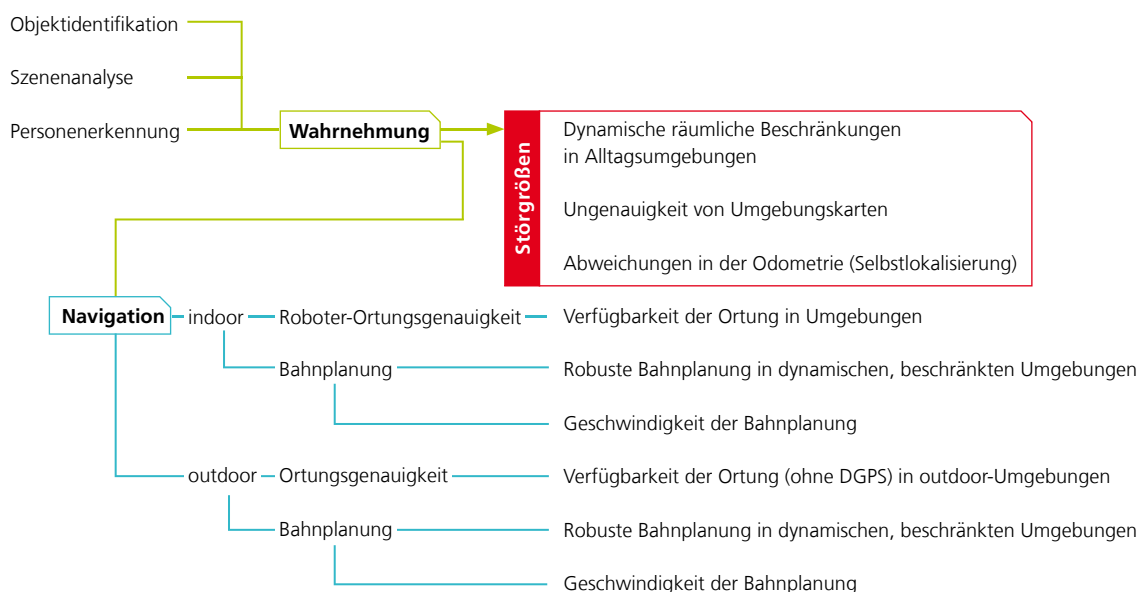 Objektidentifikation
Szenenanalyse
Personenerkennung
Wahrnehmung
Störgrößen
Dynamische räumliche Beschränkungen
in Alltagsumgebungen
Ungenauigkeit von Umgebungskarten
Abweichungen in der Odometrie (Selbstlokalisierung)
Navigation
indoor
Roboter-Ortungsgenauigkeit
Verfügbarkeit der Ortung in Umgebungen
Bahnplanung
Robuste Bahnplanung in dynamischen, beschränkten Umgebungen
Geschwindigkeit der Bahnplanung
outdoor
Ortungsgenauigkeit
Verfügbarkeit der Ortung (ohne DGPS) in outdoor-Umgebungen
Bahnplanung
Robuste Bahnplanung in dynamischen, beschränkten Umgebungen
Geschwindigkeit der Bahnplanung